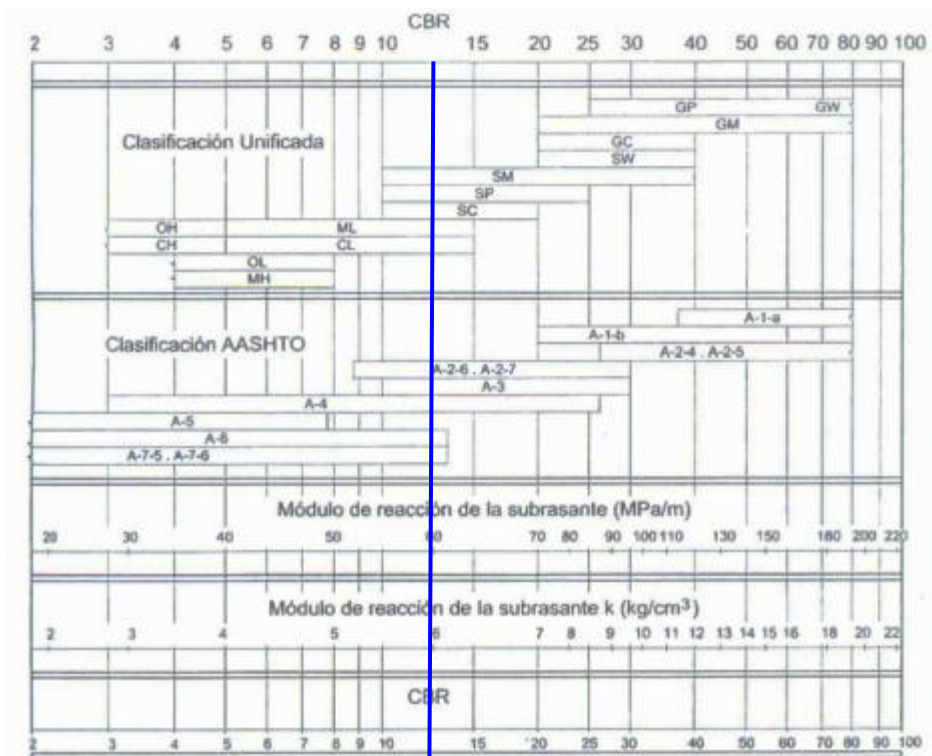 CBR
2 3 4 5 6 7 8 9 10 15 20 25 30 40 50 60 70 80 90 100
GP GW
Clasificación Unificada GM
GC
SW
SM
SP
SC
OH ML
CH CL
OL
MH
A-1-a
Clasificación AASHTO A-1-b
A-2-4 . A-2-5
A-2-6 . A-2-7
A-3
A-4
A-5
A-6
A-7-5 . A-7-6
Módulo de reacción de la subrasante (MPa/m)
20 30 40 50 60 70 80 90 100 110 130 150 180 200 220
Módulo de reacción de la subrasante k (kg/cm³)
2 3 4 5 6 7 8 9 10 11 12 13 14 15 16 18 20 22
CBR
2 3 4 5 6 7 8 9 10 15 20 25 30 40 50 60 70 80 90 100